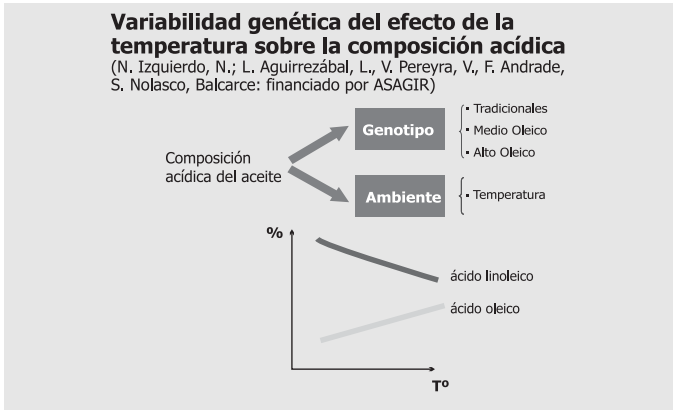 Variabilidad genética del efecto de la
temperatura sobre la composición acídica
(N. Izquierdo, N.; L. Aguirrezábal, L., V. Pereyra, V., F. Andrade,
S. Nolasco, Balcarce: financiado por ASAGIR)
Composición
acídica del aceite
Genotipo
▪ Tradicionales
▪ Medio Oleico
▪ Alto Oleico
Ambiente
▪ Temperatura
%
ácido linoleico
ácido oleico
Tº